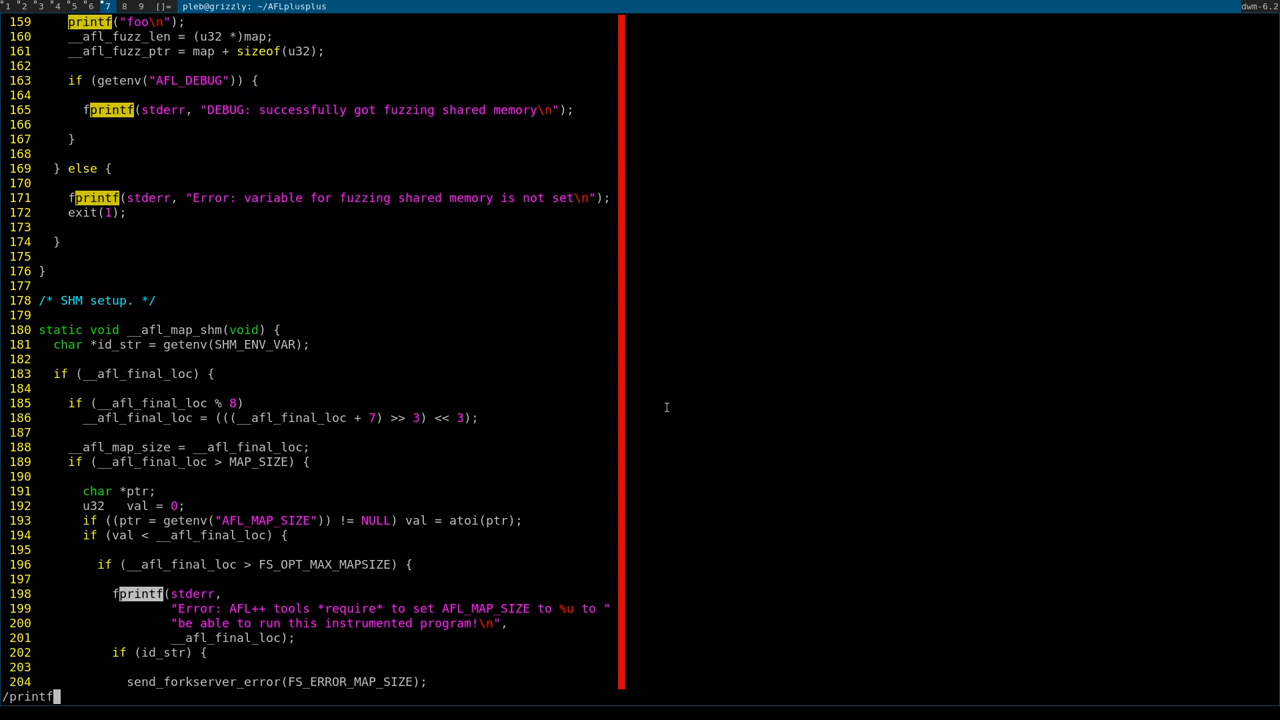 1 2 3 4 5 6 7 8 9 []= pleb@grizzly: ~/AFLplusplus dwm-6.2
159     printf("foo\n");
160     __afl_fuzz_len = (u32 *)map;
161     __afl_fuzz_ptr = map + sizeof(u32);
162
163     if (getenv("AFL_DEBUG")) {
164
165       fprintf(stderr, "DEBUG: successfully got fuzzing shared memory\n");
166
167     }
168
169   } else {
170
171     fprintf(stderr, "Error: variable for fuzzing shared memory is not set\n");
172     exit(1);
173
174   }
175
176 }
177
178 /* SHM setup. */
179
180 static void __afl_map_shm(void) {
181   char *id_str = getenv(SHM_ENV_VAR);
182
183   if (__afl_final_loc) {
184
185     if (__afl_final_loc % 8)
186       __afl_final_loc = (((__afl_final_loc + 7) >> 3) << 3);
187
188     __afl_map_size = __afl_final_loc;
189     if (__afl_final_loc > MAP_SIZE) {
190
191       char *ptr;
192       u32   val = 0;
193       if ((ptr = getenv("AFL_MAP_SIZE")) != NULL) val = atoi(ptr);
194       if (val < __afl_final_loc) {
195
196         if (__afl_final_loc > FS_OPT_MAX_MAPSIZE) {
197
198           fprintf(stderr,
199                   "Error: AFL++ tools *require* to set AFL_MAP_SIZE to %u to "
200                   "be able to run this instrumented program!\n",
201                   __afl_final_loc);
202           if (id_str) {
203
204             send_forkserver_error(FS_ERROR_MAP_SIZE);
/printf